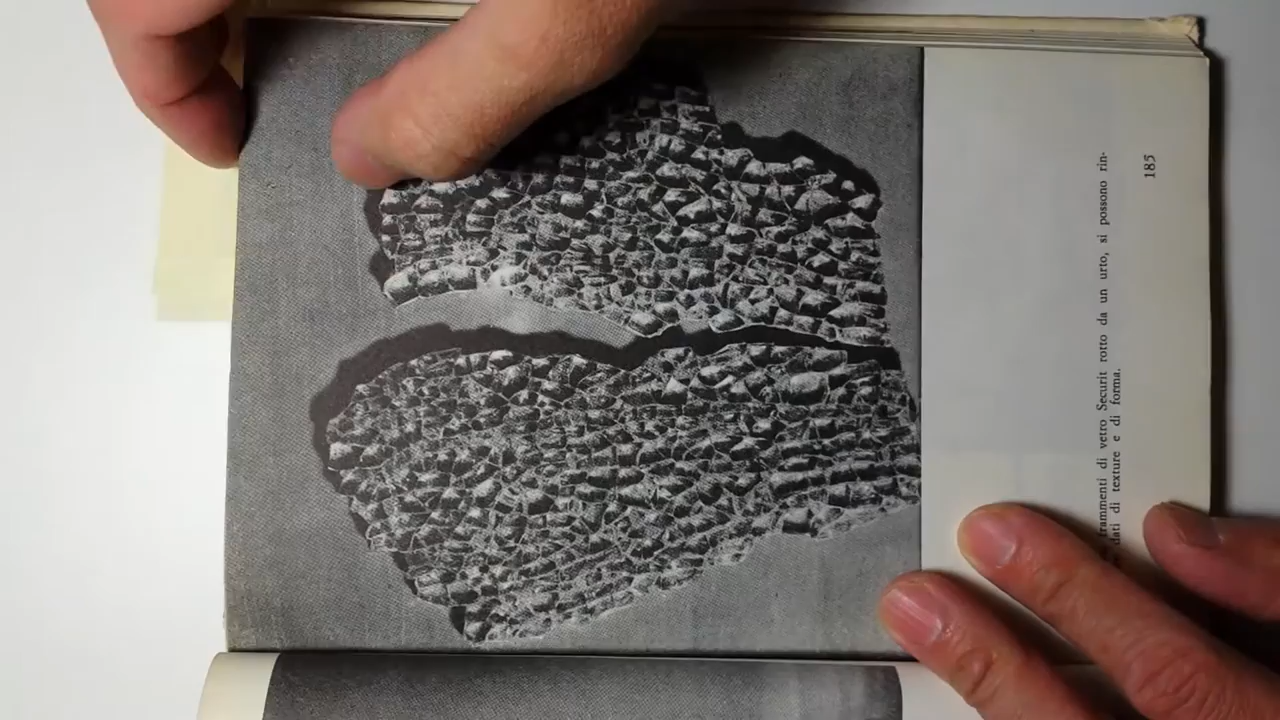 frammenti di vetro Securit rotto da un urto, si possono rin-
dati di texture e di forma.
185